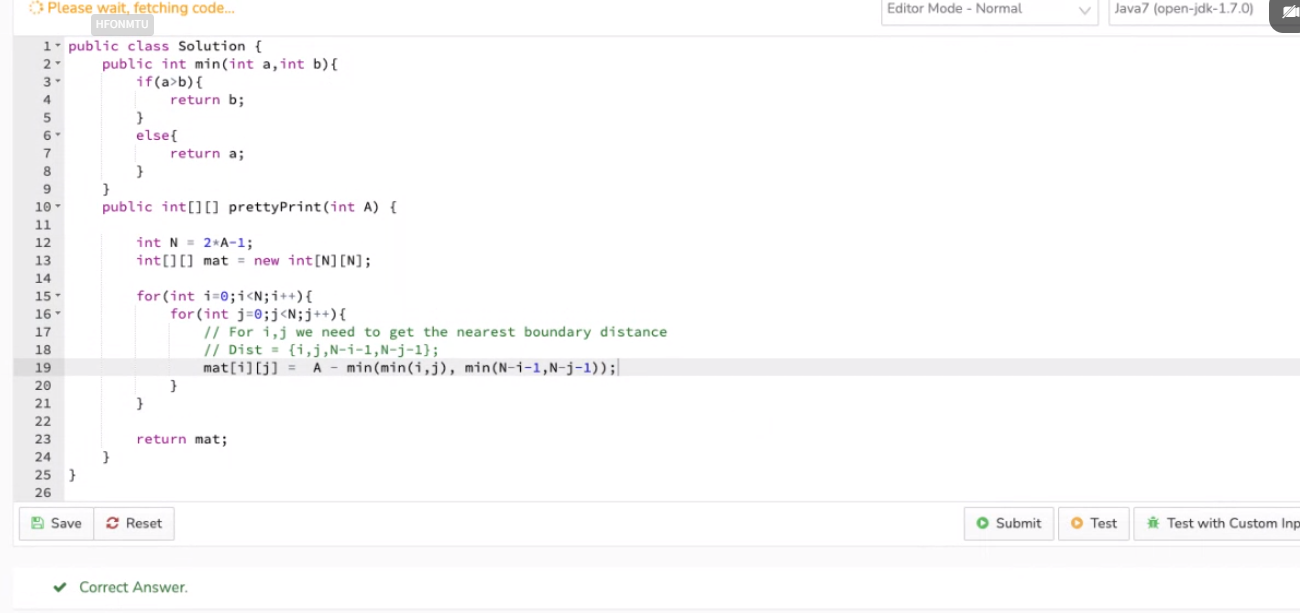 Please wait, fetching code...
Editor Mode - Normal
Java7 (open-jdk-1.7.0)
HFONMTU
1 public class Solution {
2 public int min(int a,int b){
3 if(a>b){
4 return b;
5 }
6 else{
7 return a;
8 }
9 }
10 public int[][] prettyPrint(int A) {
11
12 int N = 2*A-1;
13 int[][] mat = new int[N][N];
14
15 for(int i=0;i<N;i++){
16 for(int j=0;j<N;j++){
17 // For i,j we need to get the nearest boundary distance
18 // Dist = {i,j,N-i-1,N-j-1};
19 mat[i][j] =  A - min(min(i,j), min(N-i-1,N-j-1));
20 }
21 }
22
23 return mat;
24 }
25 }
26
Save
Reset
Submit
Test
Test with Custom Inp
Correct Answer.